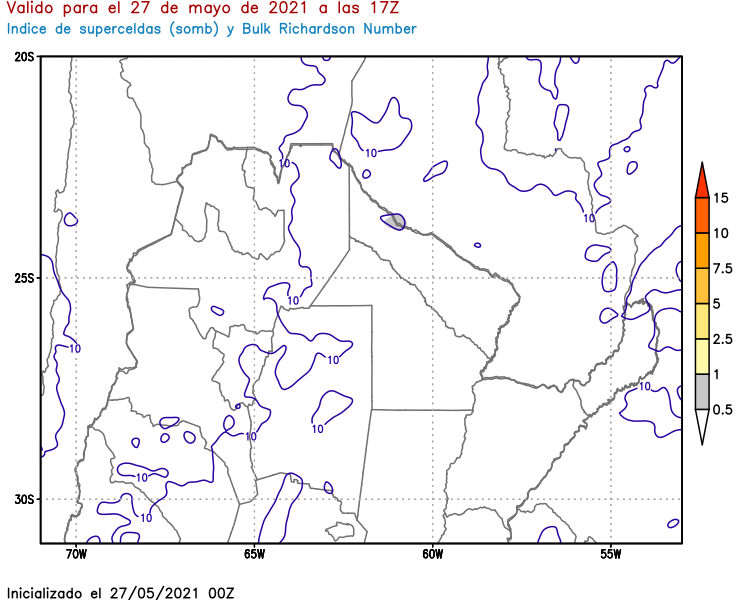 Valido para el 27 de mayo de 2021 a las 17Z
Indice de superceldas (somb) y Bulk Richardson Number
20S
10
10
10
15
10
7.5
5
2.5
1
0.5
25S
10
10
10
10
10
10
10
30S
10
70W
65W
60W
55W
Inicializado el 27/05/2021 00Z